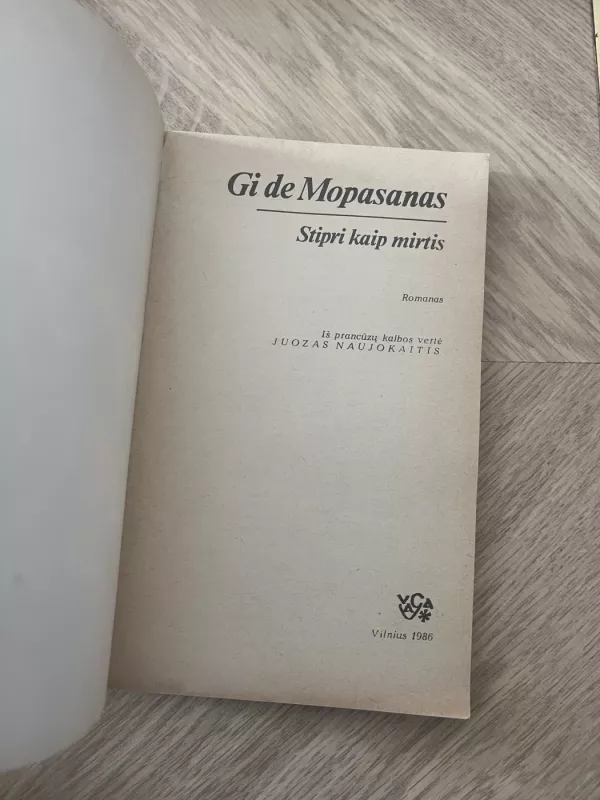 Gi de Mopasanas
Stipri kaip mirtis
Romanas
Iš prancūzų kalbos vertė
JUOZAS NAUJOKAITIS
Vilnius 1986